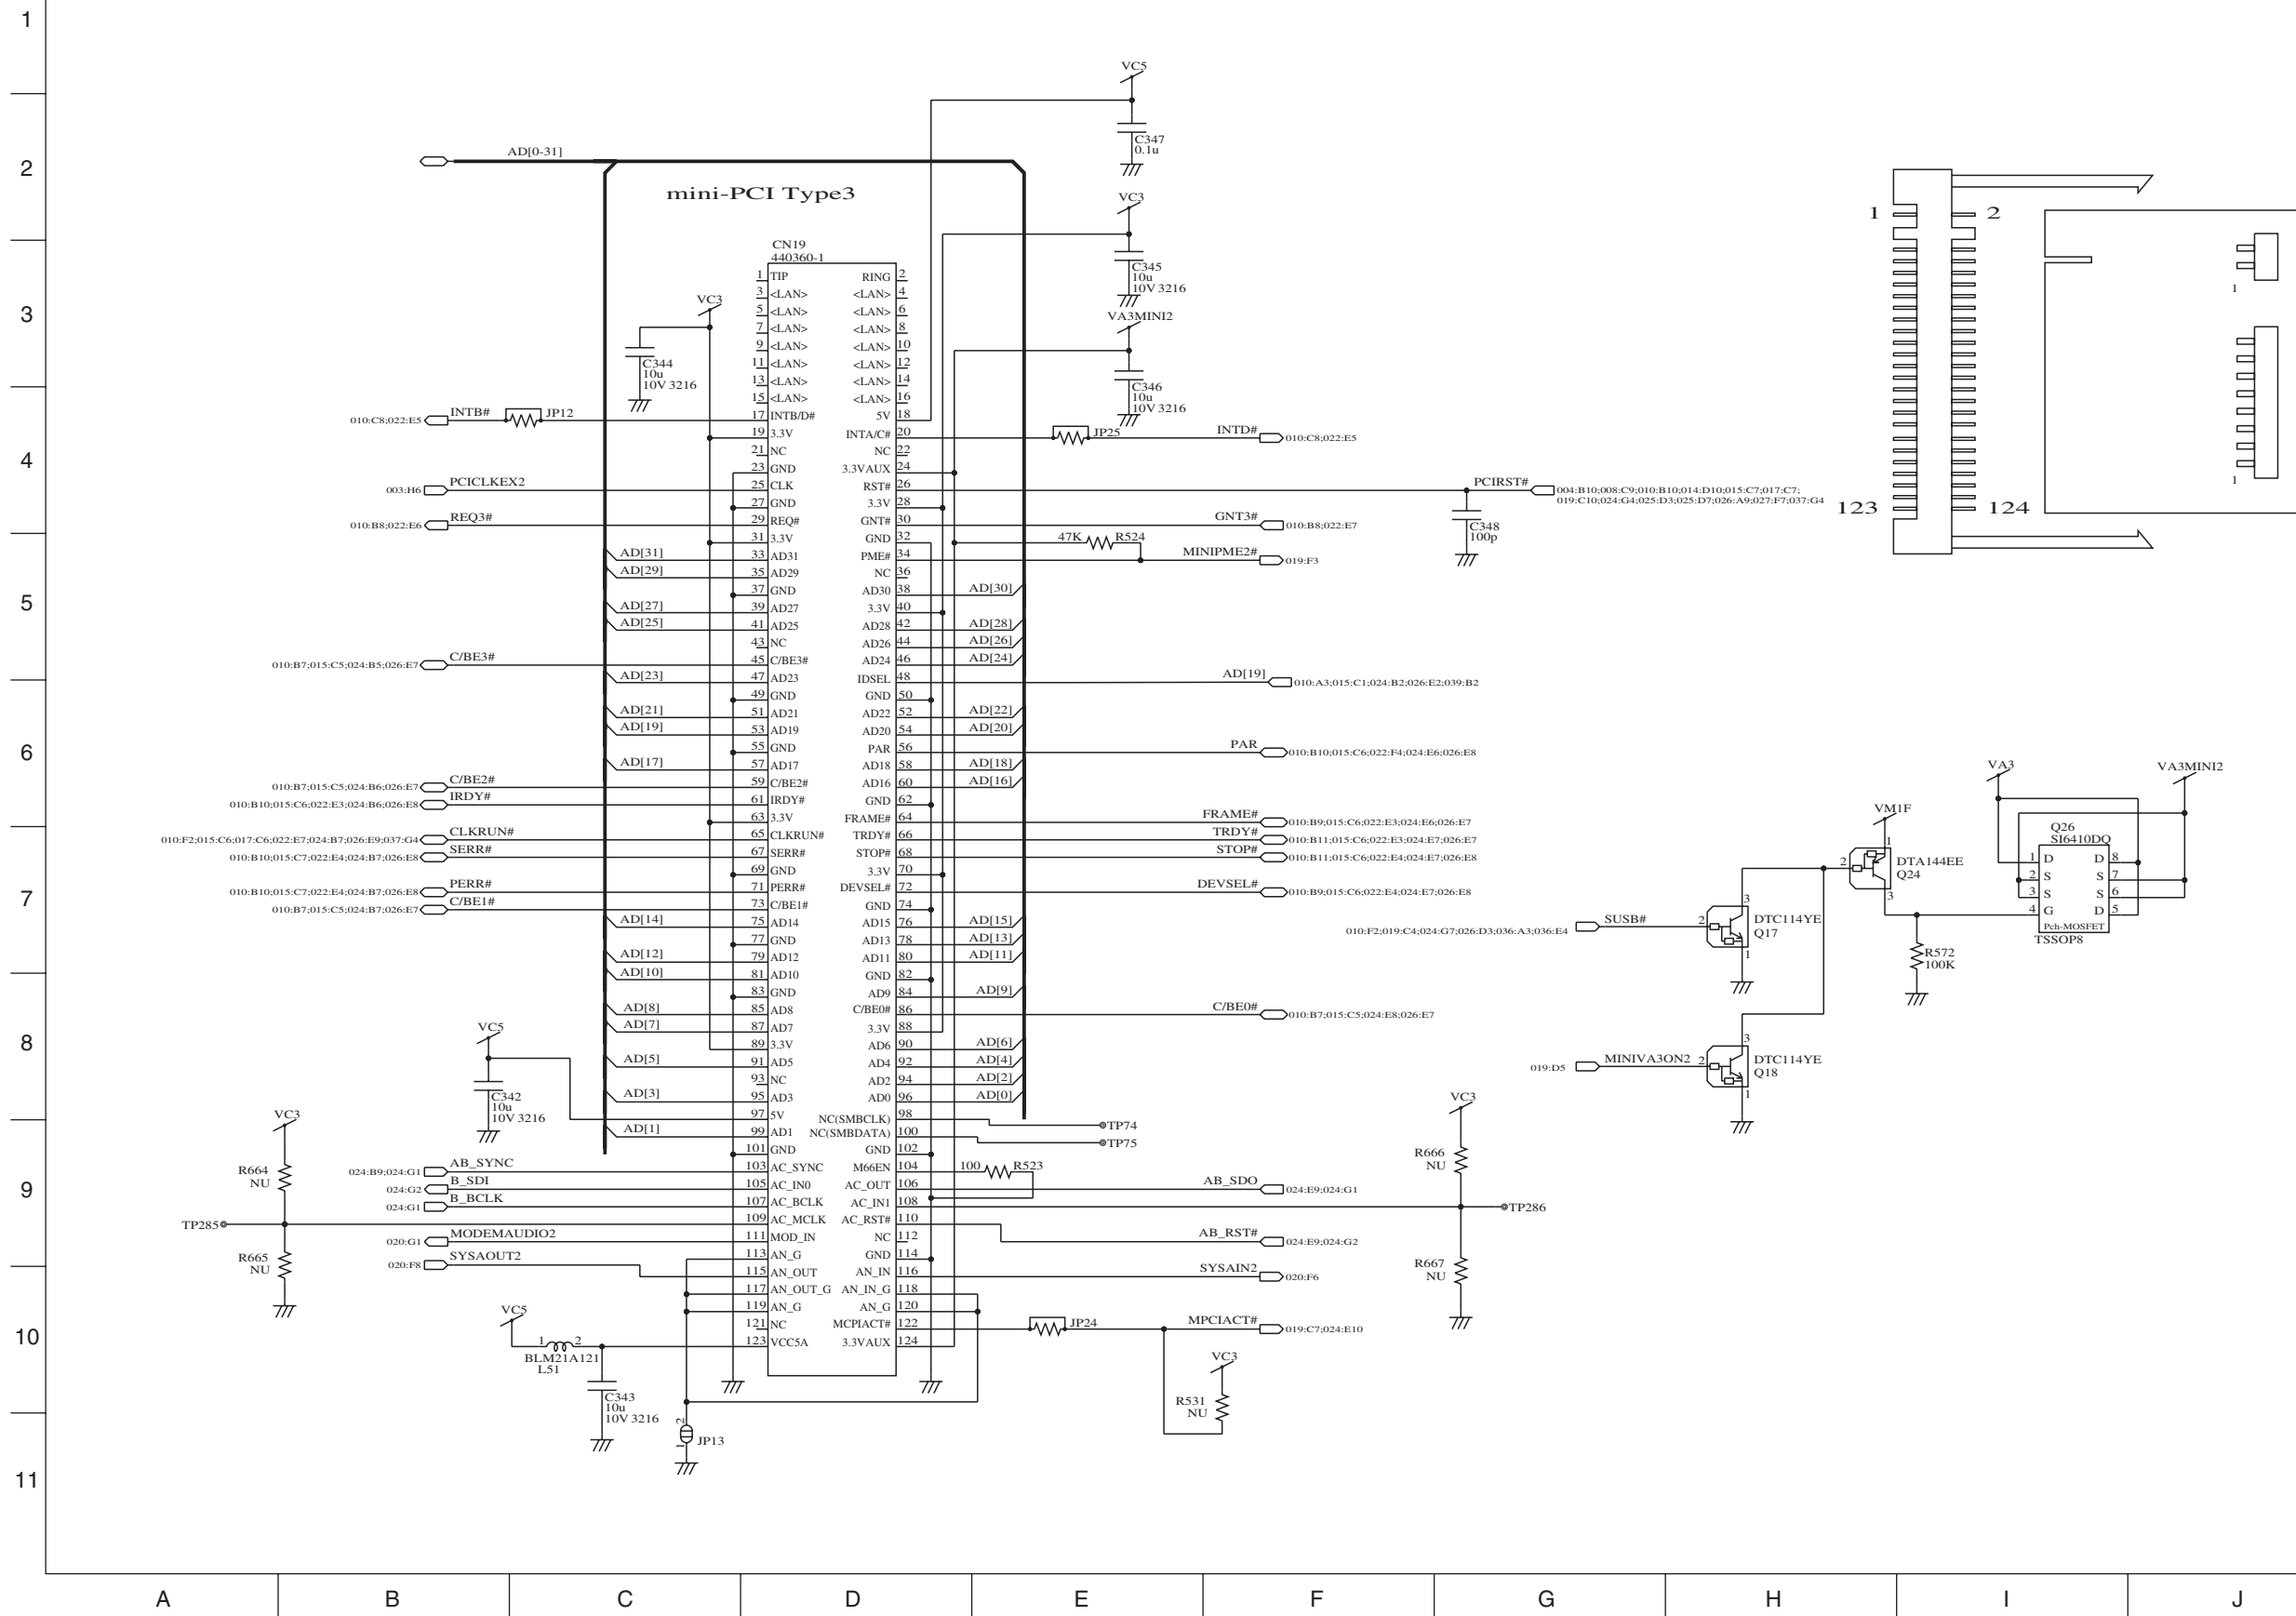 1
2
3
4
5
6
7
8
9
10
11
A
B
C
D
E
F
G
H
I
J
AD[0-31]
mini-PCI Type3
CN19
440360-1
1 TIP RING 2
3 <LAN> <LAN> 4
5 <LAN> <LAN> 6
7 <LAN> <LAN> 8
9 <LAN> <LAN> 10
11 <LAN> <LAN> 12
13 <LAN> <LAN> 14
15 <LAN> <LAN> 16
17 INTB/D# 5V 18
19 3.3V INTA/C# 20
21 NC NC 22
23 GND 3.3VAUX 24
25 CLK RST# 26
27 GND 3.3V 28
29 REQ# GNT# 30
31 3.3V GND 32
33 AD31 PME# 34
35 AD29 NC 36
37 GND AD30 38
39 AD27 3.3V 40
41 AD25 AD28 42
43 NC AD26 44
45 C/BE3# AD24 46
47 AD23 IDSEL 48
49 GND GND 50
51 AD21 AD22 52
53 AD19 AD20 54
55 GND PAR 56
57 AD17 AD18 58
59 C/BE2# AD16 60
61 IRDY# GND 62
63 3.3V FRAME# 64
65 CLKRUN# TRDY# 66
67 SERR# STOP# 68
69 GND 3.3V 70
71 PERR# DEVSEL# 72
73 C/BE1# GND 74
75 AD14 AD15 76
77 GND AD13 78
79 AD12 AD11 80
81 AD10 GND 82
83 GND AD9 84
85 AD8 C/BE0# 86
87 AD7 3.3V 88
89 3.3V AD6 90
91 AD5 AD4 92
93 NC AD2 94
95 AD3 AD0 96
97 5V NC(SMBCLK) 98
99 AD1 NC(SMBDATA) 100
101 GND GND 102
103 AC_SYNC M66EN 104
105 AC_IN0 AC_OUT 106
107 AC_BCLK AC_IN1 108
109 AC_MCLK AC_RST# 110
111 MOD_IN NC 112
113 AN_G GND 114
115 AN_OUT AN_IN 116
117 AN_OUT_G AN_IN_G 118
119 AN_G AN_G 120
121 NC MCPIACT# 122
123 VCC5A 3.3VAUX 124
VC3
C344
10u
10V 3216
010:C8;022:E5 INTB# JP12
003:H6 PCICLKEX2
010:B8;022:E6 REQ3#
AD[31]
AD[29]
AD[27]
AD[25]
010:B7;015:C5;024:B5;026:E7 C/BE3#
AD[23]
AD[21]
AD[19]
AD[17]
010:B7;015:C5;024:B6;026:E7 C/BE2#
010:B10;015:C6;022:E3;024:B6;026:E8 IRDY#
010:F2;015:C6;017:C6;022:E7;024:B7;026:E9;037:G4 CLKRUN#
010:B10;015:C7;022:E4;024:B7;026:E8 SERR#
010:B10;015:C7;022:E4;024:B7;026:E8 PERR#
010:B7;015:C5;024:B7;026:E7 C/BE1#
AD[14]
AD[12]
AD[10]
AD[8]
AD[7]
AD[5]
AD[3]
AD[1]
VC5
C342
10u
10V 3216
VC3
R664
NU
TP285
R665
NU
024:B9;024:G1 AB_SYNC
024:G2 B_SDI
024:G1 B_BCLK
020:G1 MODEMAUDIO2
020:F8 SYSAOUT2
VC5
1 2
BLM21A121
L51
C343
10u
10V 3216
2
1
JP13
VC5
C347
0.1u
VC3
C345
10u
10V 3216
VA3MINI2
C346
10u
10V 3216
JP25 INTD# 010:C8;022:E5
PCIRST# 004:B10;008:C9;010:B10;014:D10;015:C7;017:C7;
019:C10;024:G4;025:D3;025:D7;026:A9;027:F7;037:G4
C348
100p
GNT3# 010:B8;022:E7
47K R524
MINIPME2# 019:F3
AD[30]
AD[28]
AD[26]
AD[24]
AD[19] 010:A3;015:C1;024:B2;026:E2;039:B2
AD[22]
AD[20]
PAR 010:B10;015:C6;022:F4;024:E6;026:E8
AD[18]
AD[16]
FRAME# 010:B9;015:C6;022:E3;024:E6;026:E7
TRDY# 010:B11;015:C6;022:E3;024:E7;026:E7
STOP# 010:B11;015:C6;022:E4;024:E7;026:E8
DEVSEL# 010:B9;015:C6;022:E4;024:E7;026:E8
AD[15]
AD[13]
AD[11]
AD[9]
C/BE0# 010:B7;015:C5;024:E8;026:E7
AD[6]
AD[4]
AD[2]
AD[0]
TP74
TP75
100 R523
AB_SDO 024:E9;024:G1
AB_RST# 024:E9;024:G2
SYSAIN2 020:F6
JP24 MPCIACT# 019:C7;024:E10
VC3
R531
NU
VC3
R666
NU
TP286
R667
NU
1 2
123 124
1
1
VA3
VA3MINI2
VM1F
1
2
3
DTA144EE
Q24
Q26
SI6410DQ
1 D D 8
2 S S 7
3 S S 6
4 G D 5
Pch-MOSFET
TSSOP8
R572
100K
010:F2;019:C4;024:G7;026:D3;036:A3;036:E4 SUSB#
2
3
1
DTC114YE
Q17
019:D5 MINIVA3ON2
2
3
1
DTC114YE
Q18